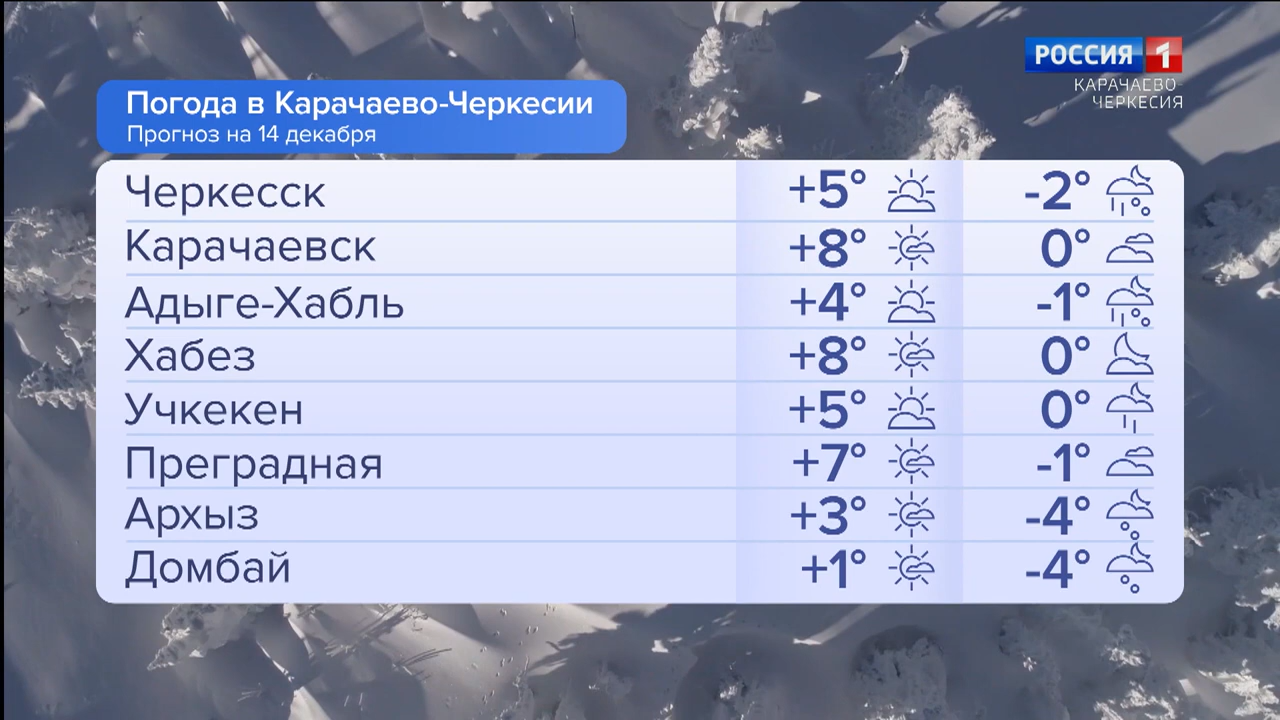 РОССИЯ 1
КАРАЧАЕВО-
ЧЕРКЕСИЯ
Погода в Карачаево-Черкесии
Прогноз на 14 декабря
Черкесск +5° -2°
Карачаевск +8° 0°
Адыге-Хабль +4° -1°
Хабез +8° 0°
Учкекен +5° 0°
Преградная +7° -1°
Архыз +3° -4°
Домбай +1° -4°